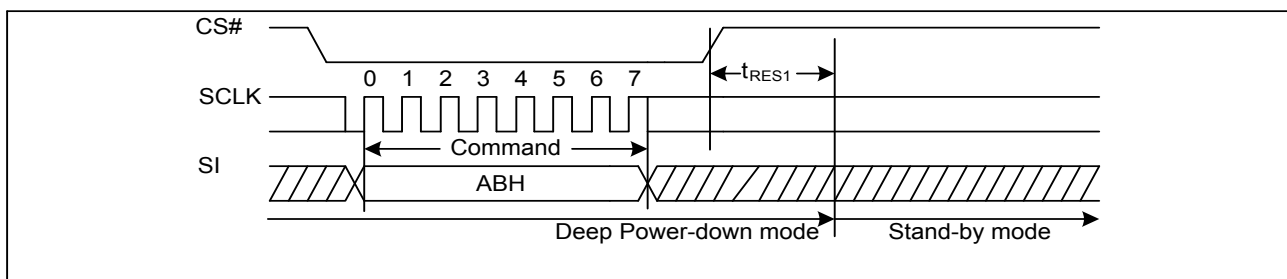 CS#
tRES1
0 1 2 3 4 5 6 7
SCLK
Command
SI
ABH
Deep Power-down mode Stand-by mode